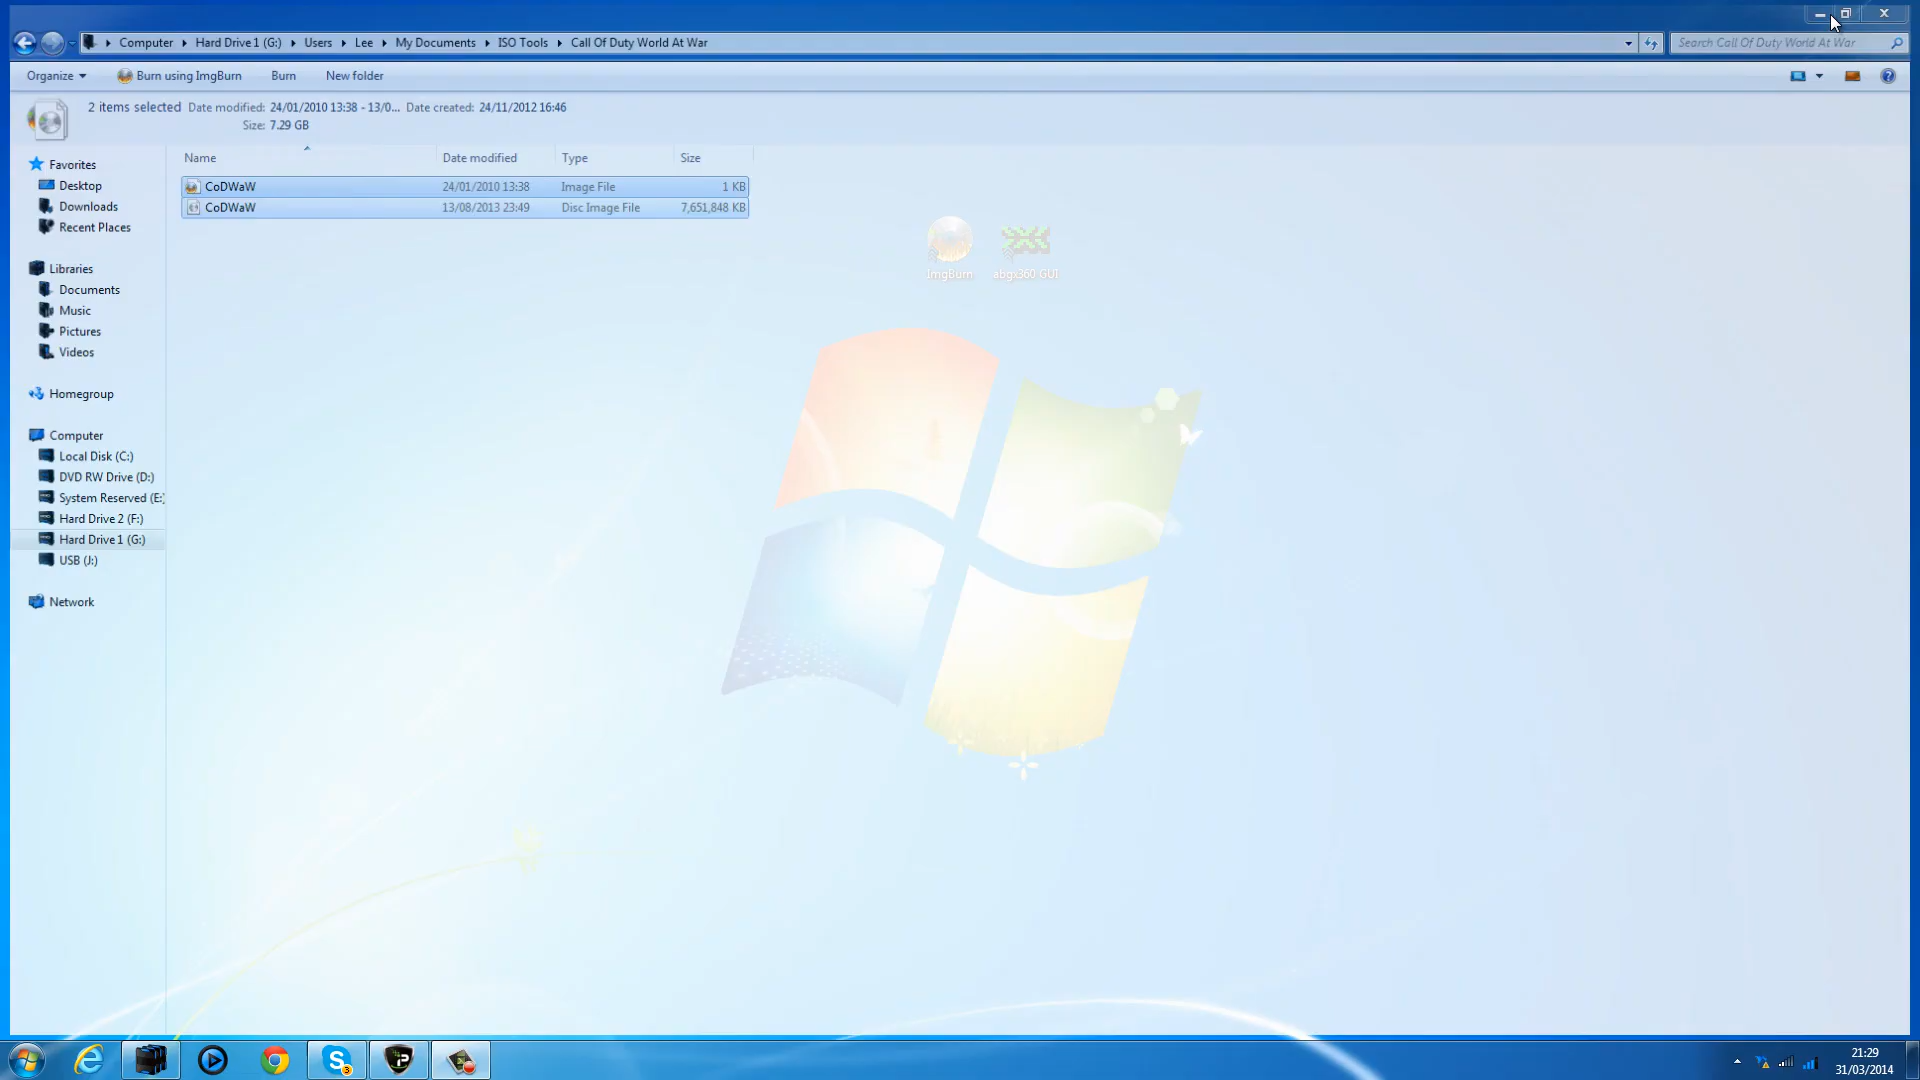 Computer Hard Drive 1 (G:) Users Lee My Documents ISO Tools Call Of Duty World At War Search Call Of Duty World At War
Organize Burn using ImgBurn Burn New folder
2 items selected Date modified: 24/01/2010 13:38 - 13/0... Date created: 24/11/2012 16:46
Size: 7.29 GB
Name Date modified Type Size
CoDWaW 24/01/2010 13:38 Image File 1 KB
CoDWaW 13/08/2013 23:49 Disc Image File 7,651,848 KB
Favorites
Desktop
Downloads
Recent Places
Libraries
Documents
Music
Pictures
Videos
Homegroup
Computer
Local Disk (C:)
DVD RW Drive (D:)
System Reserved (E:
Hard Drive 2 (F:)
Hard Drive 1 (G:)
USB (J:)
Network
ImgBurn abgx360 GUI
3
21:29
31/03/2014